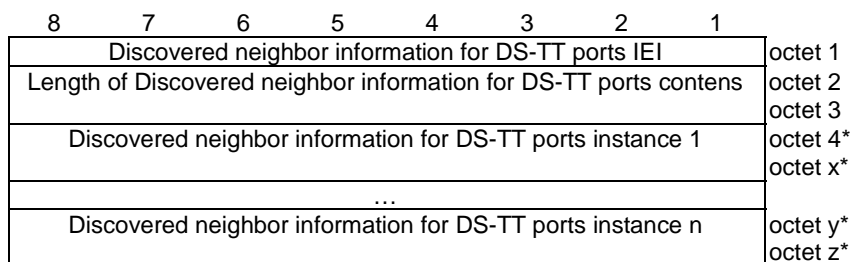 8 7 6 5 4 3 2 1
Discovered neighbor information for DS-TT ports IEI octet 1
Length of Discovered neighbor information for DS-TT ports contens octet 2
octet 3
Discovered neighbor information for DS-TT ports instance 1 octet 4*
octet x*
…
Discovered neighbor information for DS-TT ports instance n octet y*
octet z*